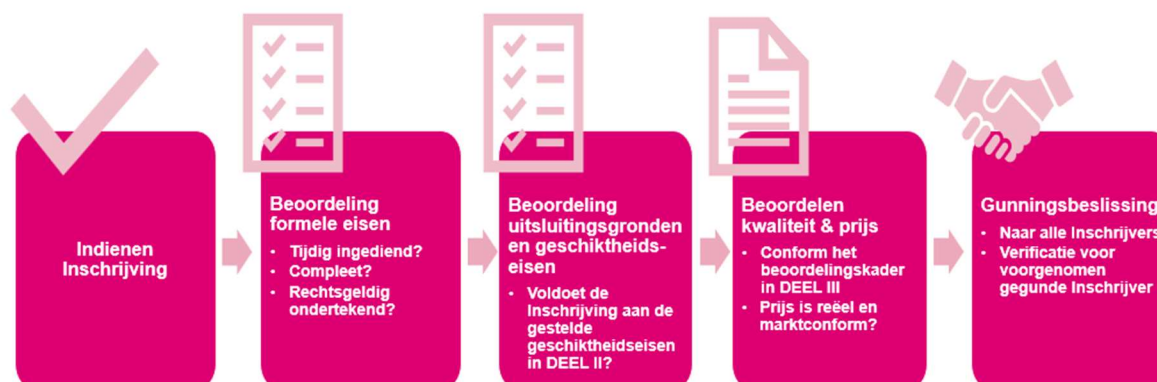 Indienen
Inschrijving
Beoordeling
formele eisen
• Tijdig ingediend?
• Compleet?
• Rechtsgeldig
ondertekend?
Beoordeling
uitsluitingsgronden
en geschiktheids-
eisen
• Voldoet de
Inschrijving aan de
gestelde
geschiktheidseisen
in DEEL II?
Beoordelen
kwaliteit & prijs
• Conform het
beoordelingskader
in DEEL III
• Prijs is reëel en
marktconform?
Gunningsbeslissing
• Naar alle Inschrijvers
• Verificatie voor
voorgenomen
gegunde Inschrijver